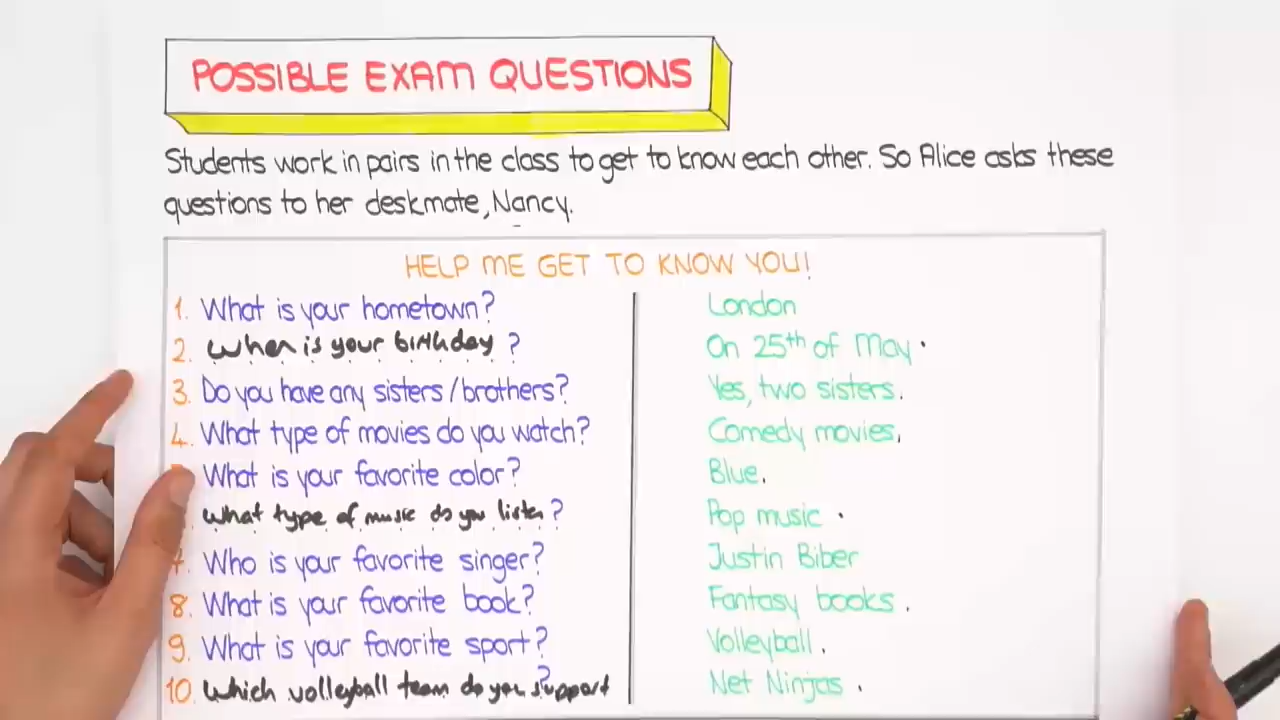 POSSIBLE EXAM QUESTIONS
Students work in pairs in the class to get to know each other. So Alice asks these
questions to her deskmate, Nancy.
HELP ME GET TO KNOW YOU!
1. What is your hometown? London
2. When is your birthday ? On 25th of May.
3. Do you have any sisters/brothers? Yes, two sisters.
4. What type of movies do you watch? Comedy movies.
What is your favorite color? Blue.
What type of music do you listen ? Pop music .
7. Who is your favorite singer? Justin Biber
8. What is your favorite book? Fantasy books .
9. What is your favorite sport? Volleyball .
10. Which volleyball team do you support? Net Ninjas .